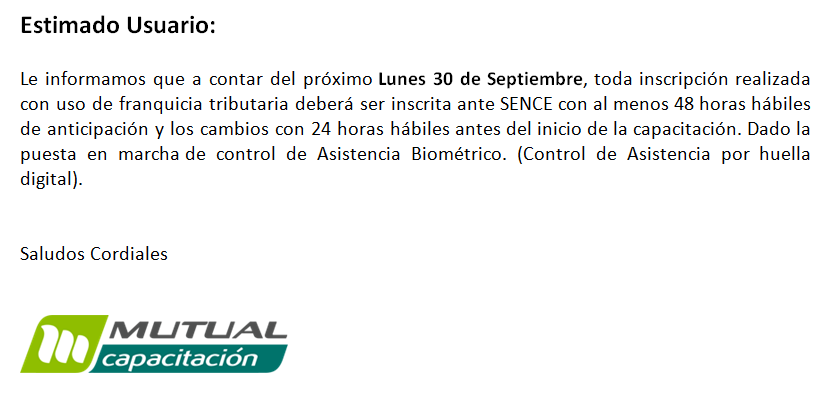 Estimado Usuario:
Le informamos que a contar del próximo Lunes 30 de Septiembre, toda inscripción realizada
con uso de franquicia tributaria deberá ser inscrita ante SENCE con al menos 48 horas hábiles
de anticipación y los cambios con 24 horas hábiles antes del inicio de la capacitación. Dado la
puesta en marcha de control de Asistencia Biométrico. (Control de Asistencia por huella
digital).
Saludos Cordiales
MUTUAL
capacitación